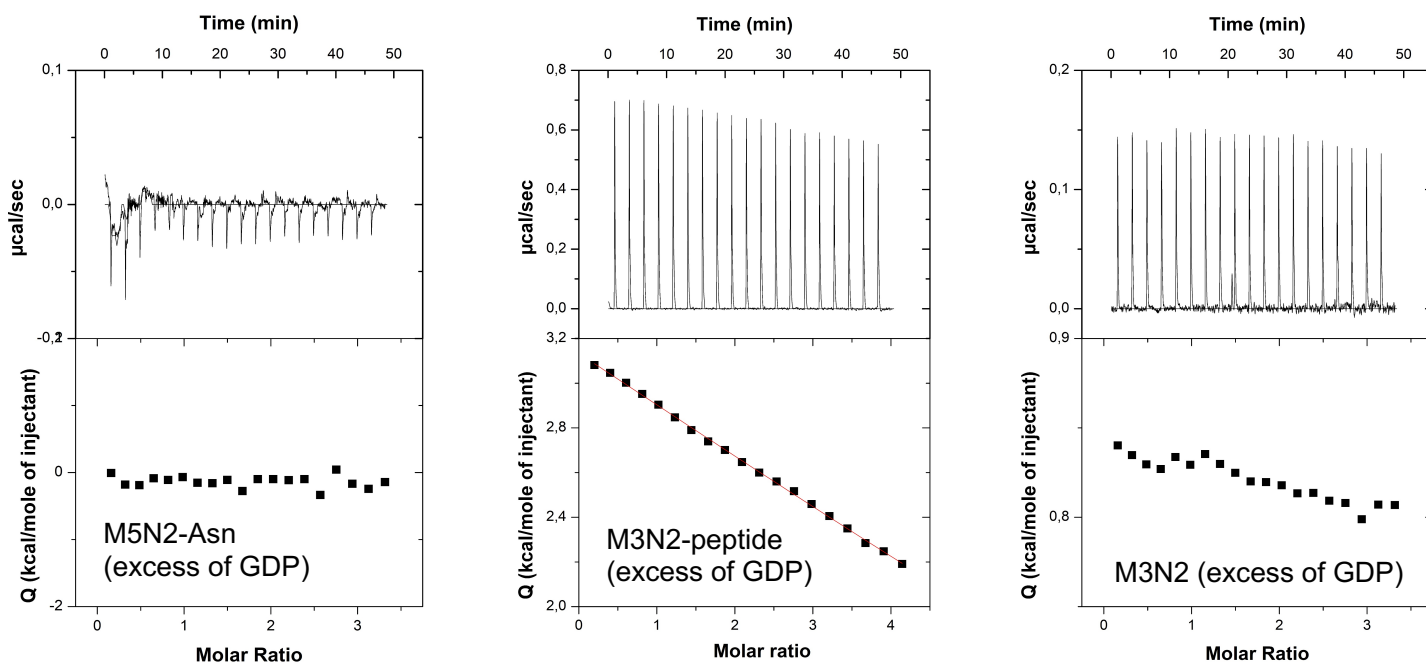 Time (min)
0 10 20 30 40 50
0,1
0,0
µcal/sec
0
-2
Q (kcal/mole of injectant)
M5N2-Asn
(excess of GDP)
0 1 2 3
Molar Ratio
Time (min)
0 10 20 30 40 50
0,8
0,6
0,4
0,2
0,0
µcal/sec
3,2
2,8
2,4
2,0
Q (kcal/mole of injectant)
M3N2-peptide
(excess of GDP)
0 1 2 3 4
Molar ratio
Time (min)
0 10 20 30 40 50
0,2
0,1
0,0
µcal/sec
0,9
0,8
Q (kcal/mole of injectant)
M3N2 (excess of GDP)
0 1 2 3
Molar Ratio